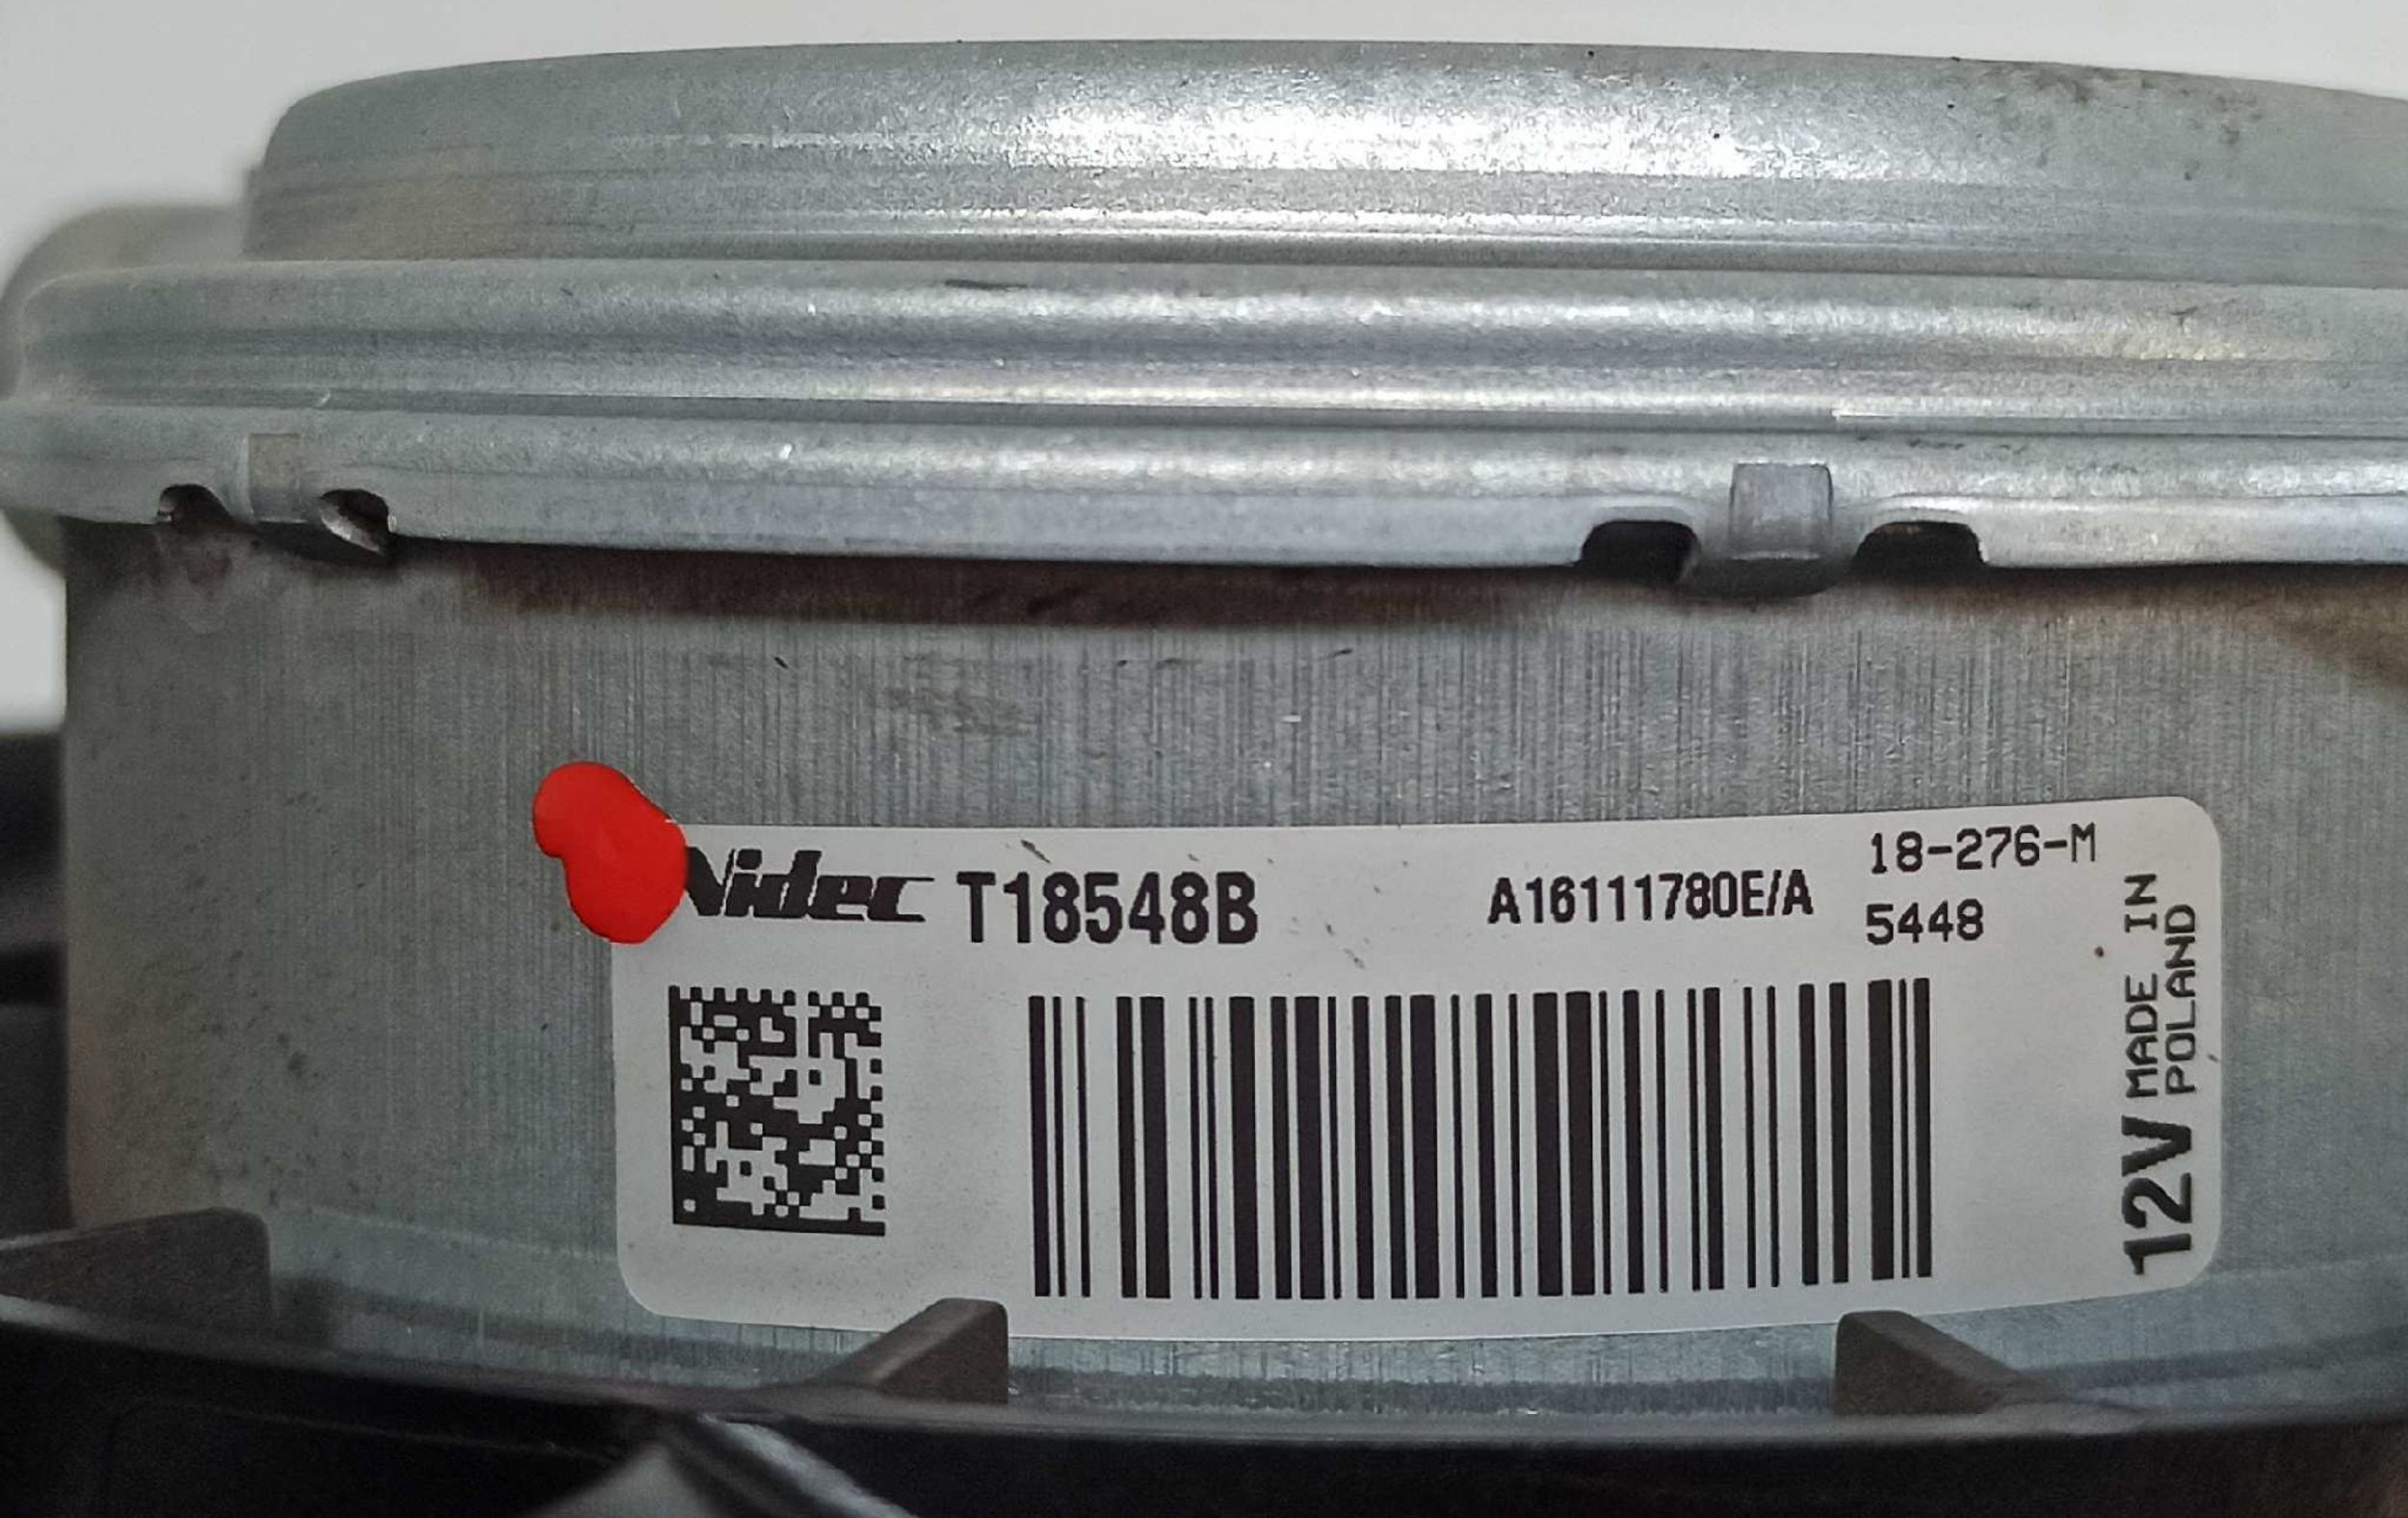 Nidec T18548B A16111780E/A 18-276-M
5448
MADE IN
POLAND
12V